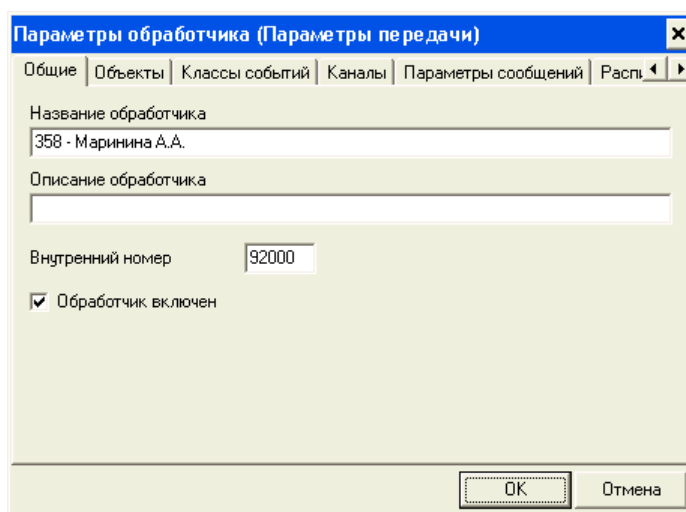 Параметры обработчика (Параметры передачи)
Общие Объекты Классы событий Каналы Параметры сообщений
Название обработчика
358 - Маринина А.А.
Описание обработчика
Внутренний номер 92000
Обработчик включен
OK Отмена